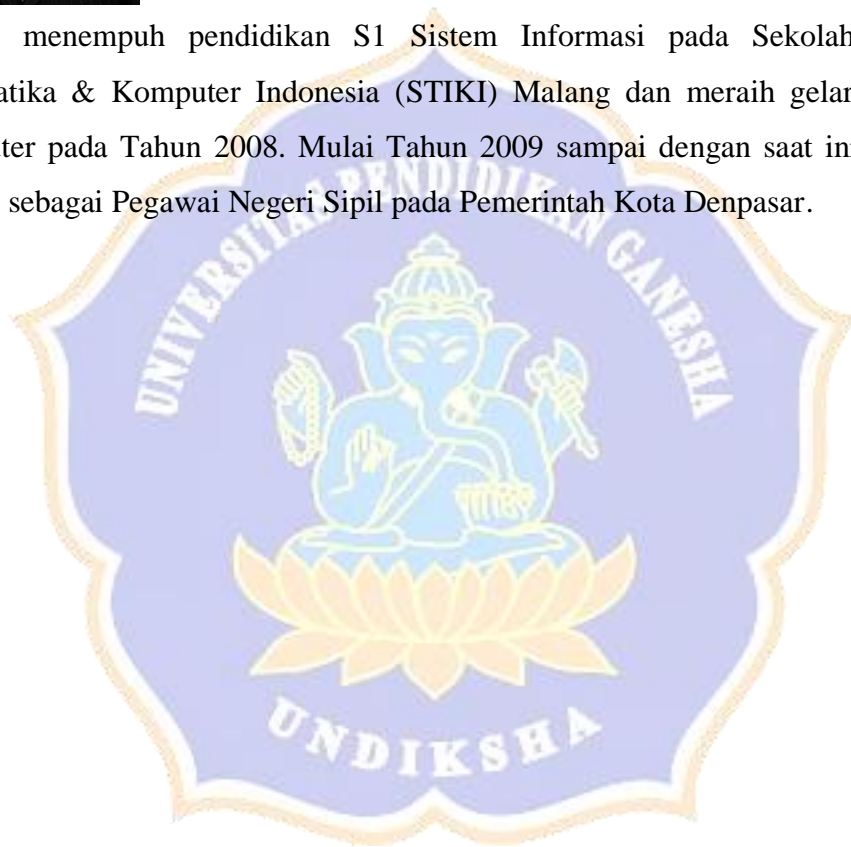 menempuh pendidikan S1 Sistem Informasi pada Sekolah
atika & Komputer Indonesia (STIKI) Malang dan meraih gelar
ter pada Tahun 2008. Mulai Tahun 2009 sampai dengan saat ini
sebagai Pegawai Negeri Sipil pada Pemerintah Kota Denpasar.
UNIVERSITAS PENDIDIKAN GANESHA
UNDIKSHA